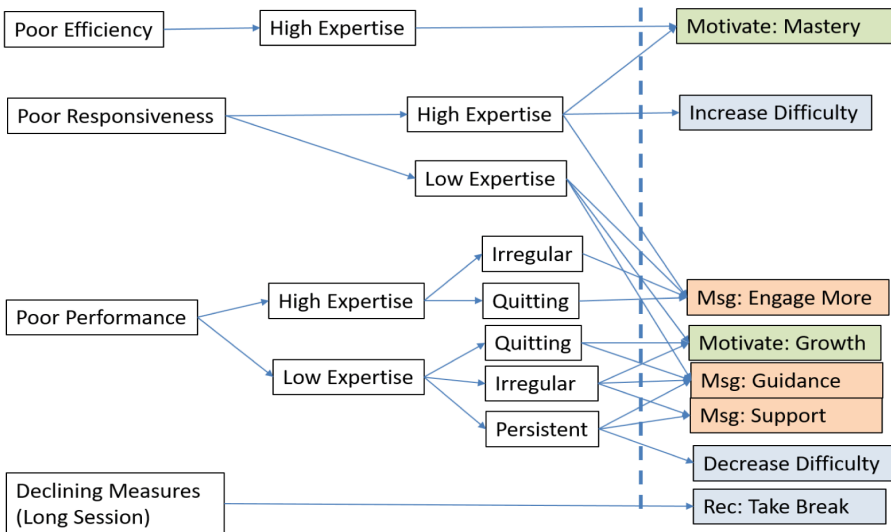 Poor Efficiency
High Expertise
Motivate: Mastery
Poor Responsiveness
High Expertise
Increase Difficulty
Low Expertise
Irregular
Poor Performance
High Expertise
Quitting
Msg: Engage More
Quitting
Motivate: Growth
Low Expertise
Irregular
Msg: Guidance
Msg: Support
Persistent
Decrease Difficulty
Declining Measures
(Long Session)
Rec: Take Break